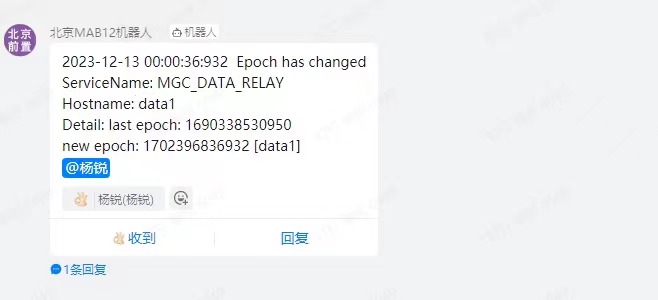 北京前置
北京MAB12机器人 机器人
2023-12-13 00:00:36:932 Epoch has changed
ServiceName: MGC_DATA_RELAY
Hostname: data1
Detail: last epoch: 1690338530950
new epoch: 1702396836932 [data1]
@杨锐
杨锐(杨锐)
收到 回复
1条回复